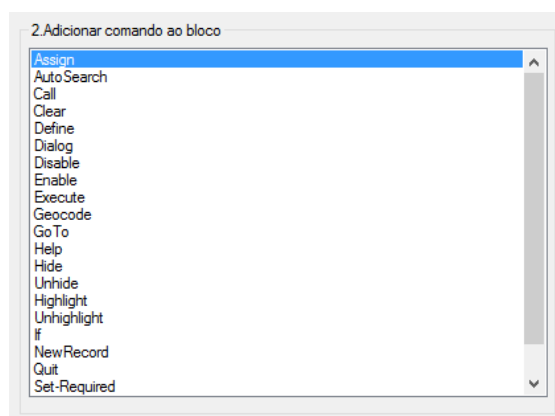 2.Adicionar comando ao bloco
Assign
AutoSearch
Call
Clear
Define
Dialog
Disable
Enable
Execute
Geocode
GoTo
Help
Hide
Unhide
Highlight
Unhighlight
If
NewRecord
Quit
Set-Required